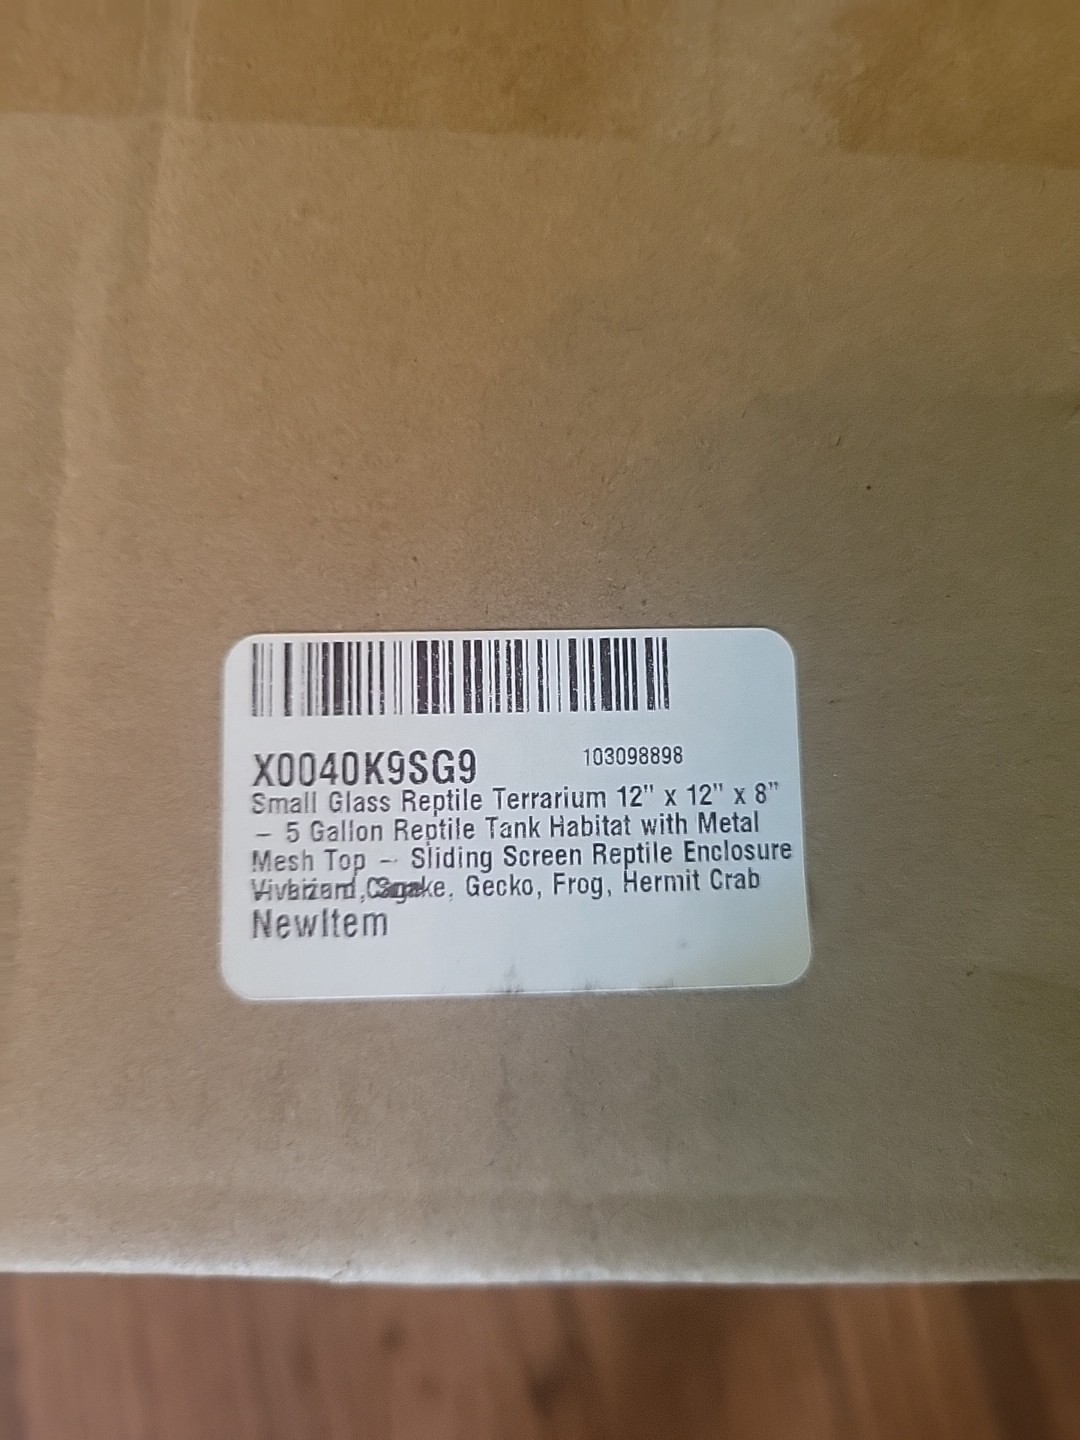 X0040K9SG9
103098898
Small Glass Reptile Terrarium 12" x 12" x 8"
– 5 Gallon Reptile Tank Habitat with Metal
Mesh Top – Sliding Screen Reptile Enclosure
Gecko, Frog, Hermit Crab
NewItem